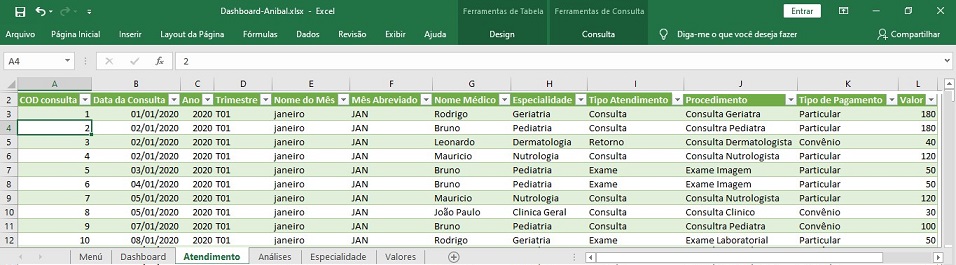 Dashboard-Anibal.xlsx - Excel
Ferramentas de Tabela
Ferramentas de Consulta
Entrar
Arquivo Página Inicial Inserir Layout da Página Fórmulas Dados Revisão Exibir Ajuda Design Consulta Diga-me o que você deseja fazer Compartilhar
A4 fx 2
A B C D E F G H I J K L
2 COD consulta Data da Consulta Ano Trimestre Nome do Mês Mês Abreviado Nome Médico Especialidade Tipo Atendimento Procedimento Tipo de Pagamento Valor
3 1 01/01/2020 2020 T01 janeiro JAN Rodrigo Geriatria Consulta Consulta Geriatra Particular 180
4 2 02/01/2020 2020 T01 janeiro JAN Bruno Pediatria Consulta Consultra Pediatra Particular 180
5 3 02/01/2020 2020 T01 janeiro JAN Leonardo Dermatologia Retorno Consulta Dermatologista Convênio 40
6 4 02/01/2020 2020 T01 janeiro JAN Mauricio Nutrologia Consulta Consulta Nutrologista Particular 120
7 5 03/01/2020 2020 T01 janeiro JAN Bruno Pediatria Exame Exame Imagem Particular 50
8 6 04/01/2020 2020 T01 janeiro JAN Bruno Pediatria Exame Exame Imagem Particular 50
9 7 05/01/2020 2020 T01 janeiro JAN Mauricio Nutrologia Consulta Consulta Nutrologista Particular 120
10 8 05/01/2020 2020 T01 janeiro JAN João Paulo Clinica Geral Consulta Consulta Clinico Convênio 30
11 9 07/01/2020 2020 T01 janeiro JAN Bruno Pediatria Consulta Consultra Pediatra Convênio 100
12 10 08/01/2020 2020 T01 janeiro JAN Rodrigo Geriatria Exame Exame Laboratorial Particular 50
Menú Dashboard Atendimento Análises Especialidade Valores